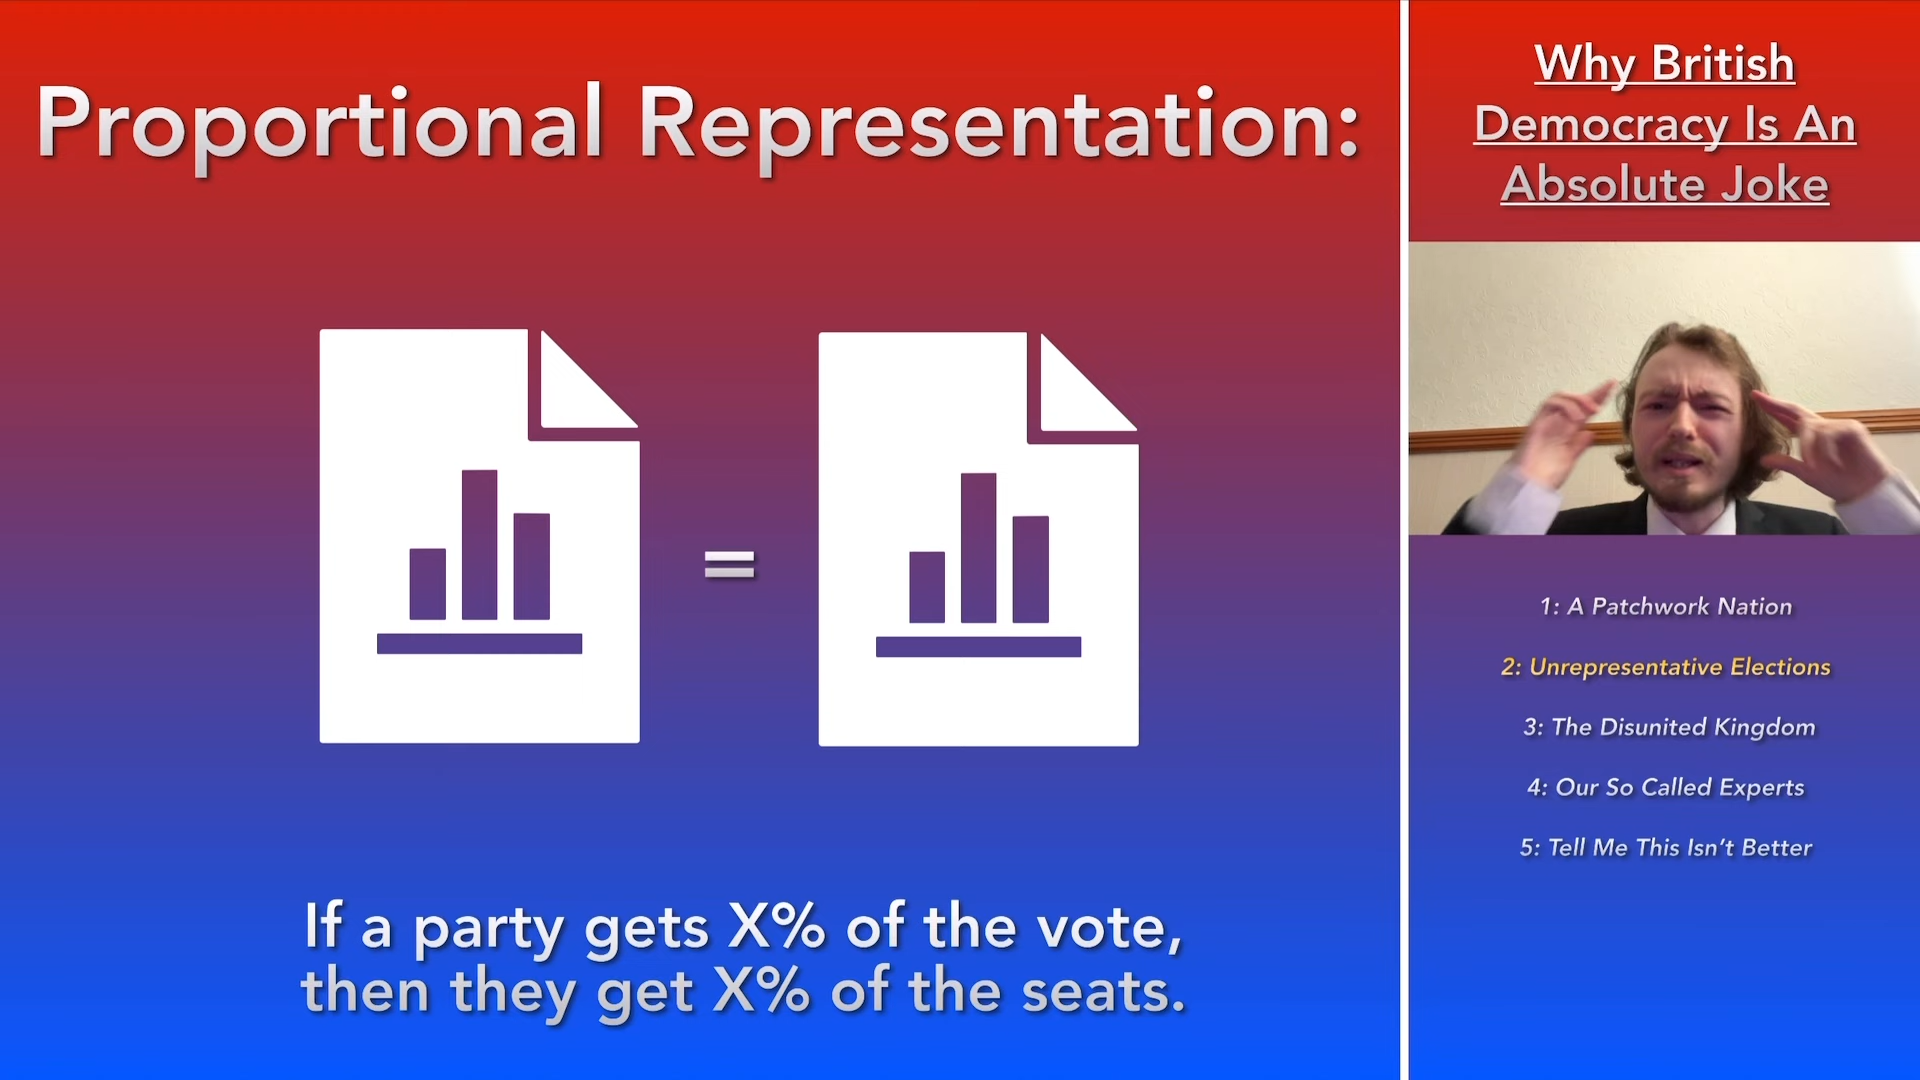 Proportional Representation:
=
If a party gets X% of the vote,
then they get X% of the seats.
Why British
Democracy Is An
Absolute Joke
1: A Patchwork Nation
2: Unrepresentative Elections
3: The Disunited Kingdom
4: Our So Called Experts
5: Tell Me This Isn’t Better